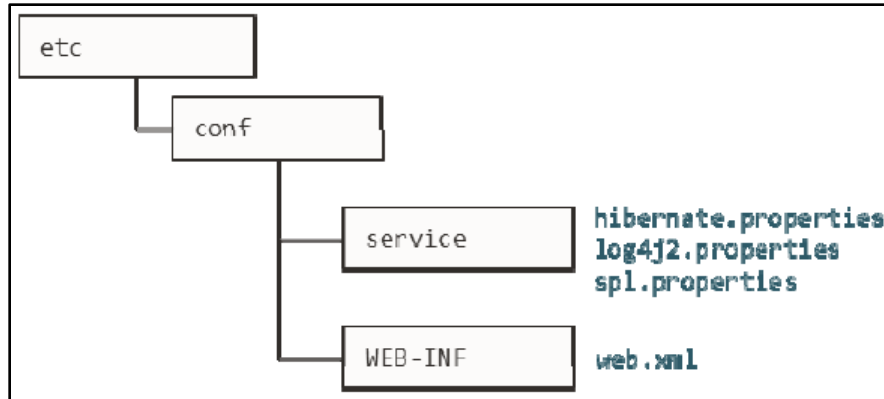 etc
conf
service
hibernate.properties
log4j2.properties
spl.properties
WEB-INF
web.xml